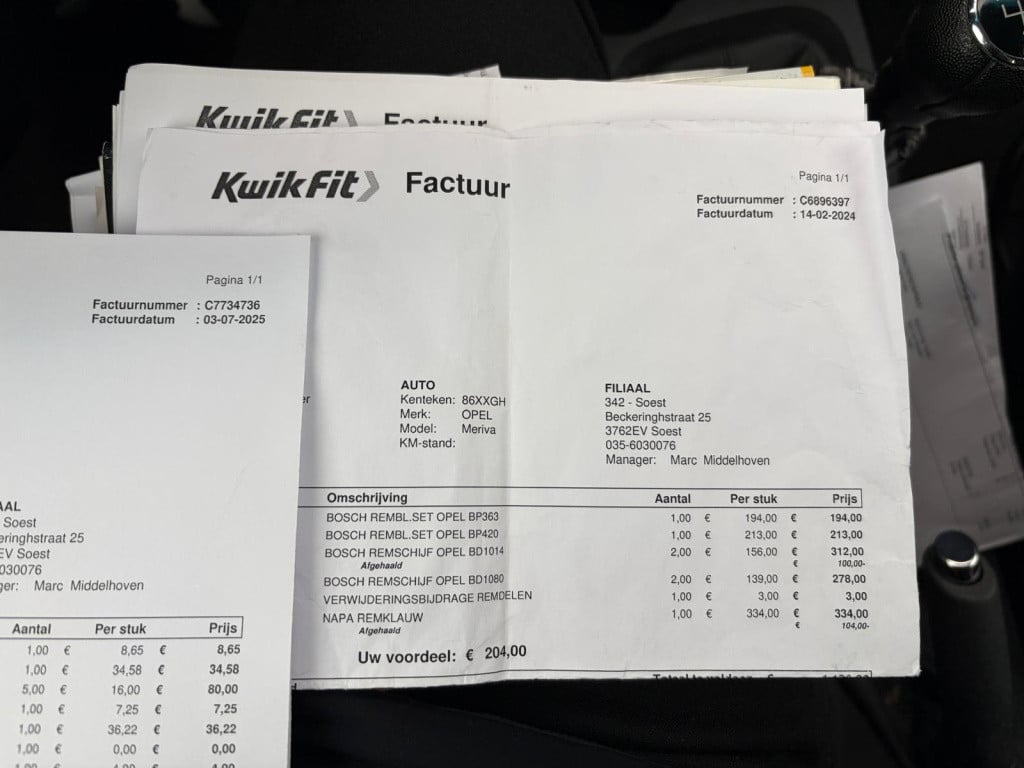 KwikFit Factuur
KwikFit Factuur
Pagina 1/1
Factuurnummer : C6896397
Factuurdatum : 14-02-2024
AUTO
Kenteken: 86XXGH
Merk: OPEL
Model: Meriva
KM-stand:
FILIAAL
342 - Soest
Beckeringhstraat 25
3762EV Soest
035-6030076
Manager: Marc Middelhoven
Omschrijving Aantal Per stuk Prijs
BOSCH REMBL.SET OPEL BP363 1,00 € 194,00 € 194,00
BOSCH REMBL.SET OPEL BP420 1,00 € 213,00 € 213,00
BOSCH REMSCHIJF OPEL BD1014 2,00 € 156,00 € 312,00
Afgehaald € 100,00-
BOSCH REMSCHIJF OPEL BD1080 2,00 € 139,00 € 278,00
VERWIJDERINGSBIJDRAGE REMDELEN 1,00 € 3,00 € 3,00
NAPA REMKLAUW 1,00 € 334,00 € 334,00
Afgehaald € 104,00-
Uw voordeel: € 204,00
Pagina 1/1
Factuurnummer : C7734736
Factuurdatum : 03-07-2025
AAL
Soest
eringhstraat 25
EV Soest
030076
ger: Marc Middelhoven
Aantal Per stuk Prijs
1,00 € 8,65 € 8,65
1,00 € 34,58 € 34,58
5,00 € 16,00 € 80,00
1,00 € 7,25 € 7,25
1,00 € 36,22 € 36,22
1,00 € 0,00 € 0,00